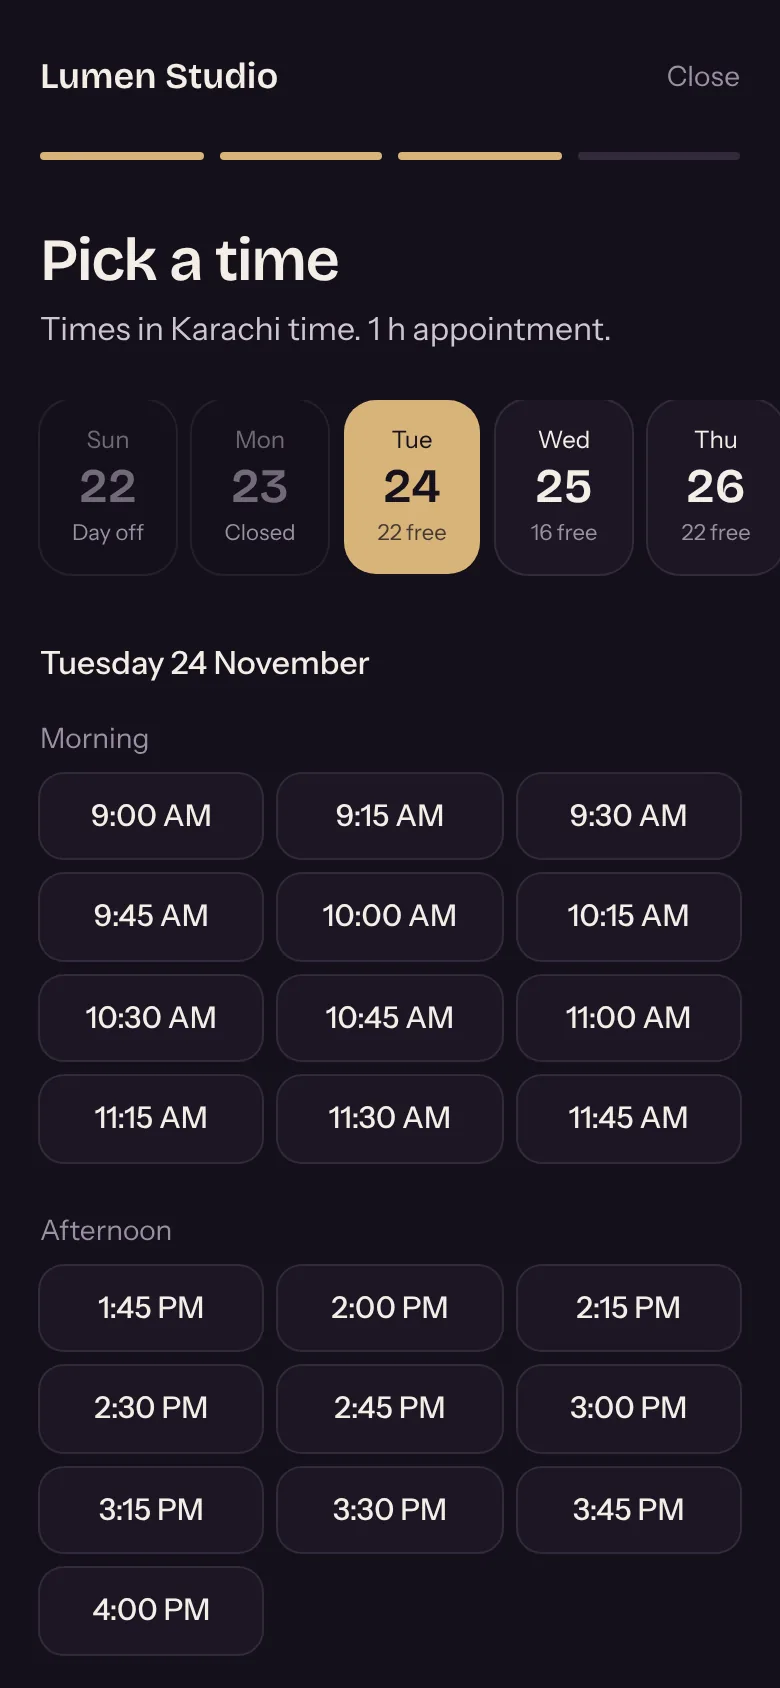 Lumen Studio Close
Pick a time
Times in Karachi time. 1 h appointment.
Sun Mon Tue Wed Thu
22 23 24 25 26
Day off Closed 22 free 16 free 22 free
Tuesday 24 November
Morning
9:00 AM 9:15 AM 9:30 AM
9:45 AM 10:00 AM 10:15 AM
10:30 AM 10:45 AM 11:00 AM
11:15 AM 11:30 AM 11:45 AM
Afternoon
1:45 PM 2:00 PM 2:15 PM
2:30 PM 2:45 PM 3:00 PM
3:15 PM 3:30 PM 3:45 PM
4:00 PM